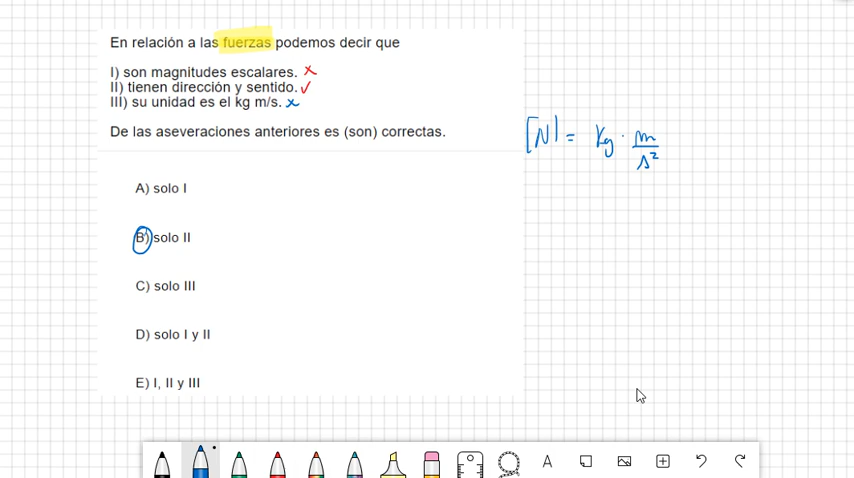 En relación a las fuerzas podemos decir que
I) son magnitudes escalares. x
II) tienen dirección y sentido. ✓
III) su unidad es el kg m/s. x
De las aseveraciones anteriores es (son) correctas.
[N] = kg · m/s²
A) solo I
B) solo II
C) solo III
D) solo I y II
E) I, II y III
A